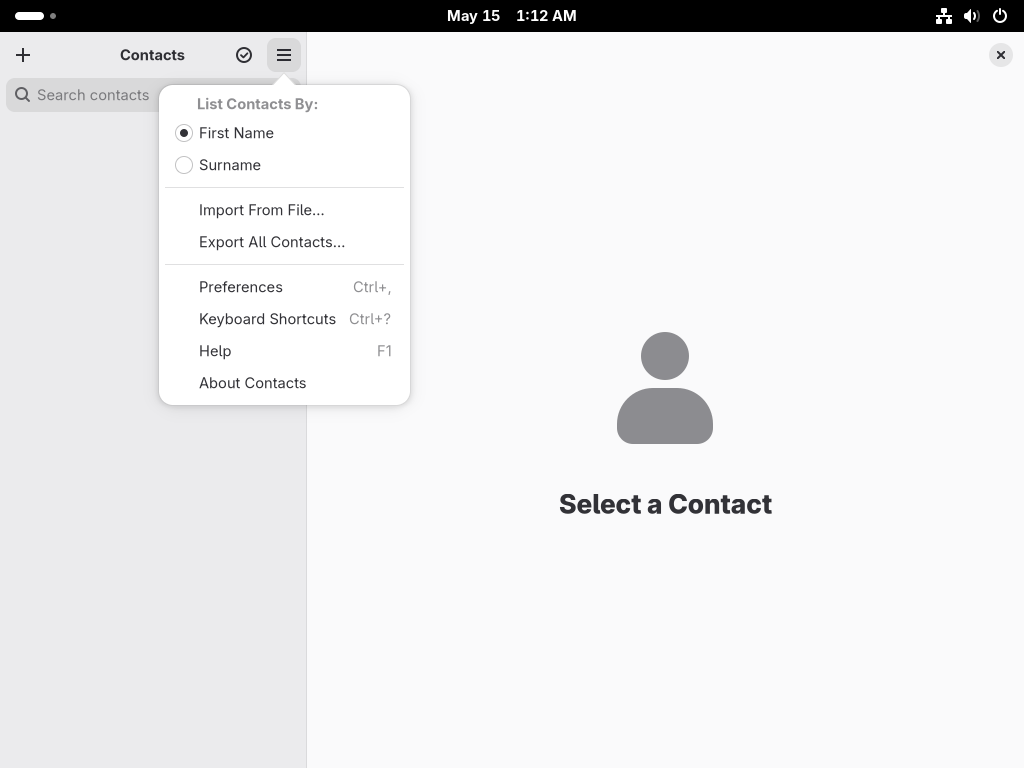 May 15 1:12 AM
Contacts
Search contacts
List Contacts By:
First Name
Surname
Import From File…
Export All Contacts…
Preferences Ctrl+,
Keyboard Shortcuts Ctrl+?
Help F1
About Contacts
Select a Contact